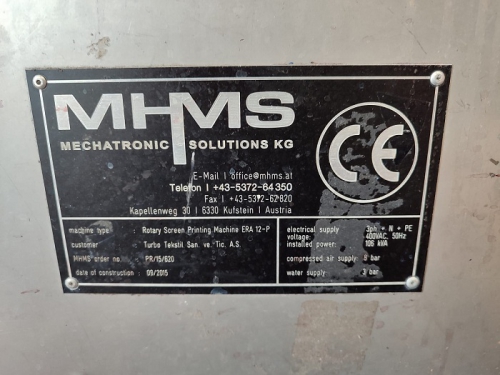 MHMS
MECHATRONIC SOLUTIONS KG
CE
E-Mail | office@mhms.at
Telefon | +43-5372-64350
Fax | +43-5372-62820
Kapellenweg 30 | 6330 Kufstein | Austria
machine type : Rotary Screen Printing Machine ERA 12-P
customer : Turbo Tekstil San. ve. Tic. A.S.
MHMS order no. : PR/15/620
date of construction : 09/2015
electrical supply : 3ph + N + PE
voltage: 400VAC, 50Hz
installed power: 106 kVA
compressed air supply : 8 bar
water supply : 3 bar